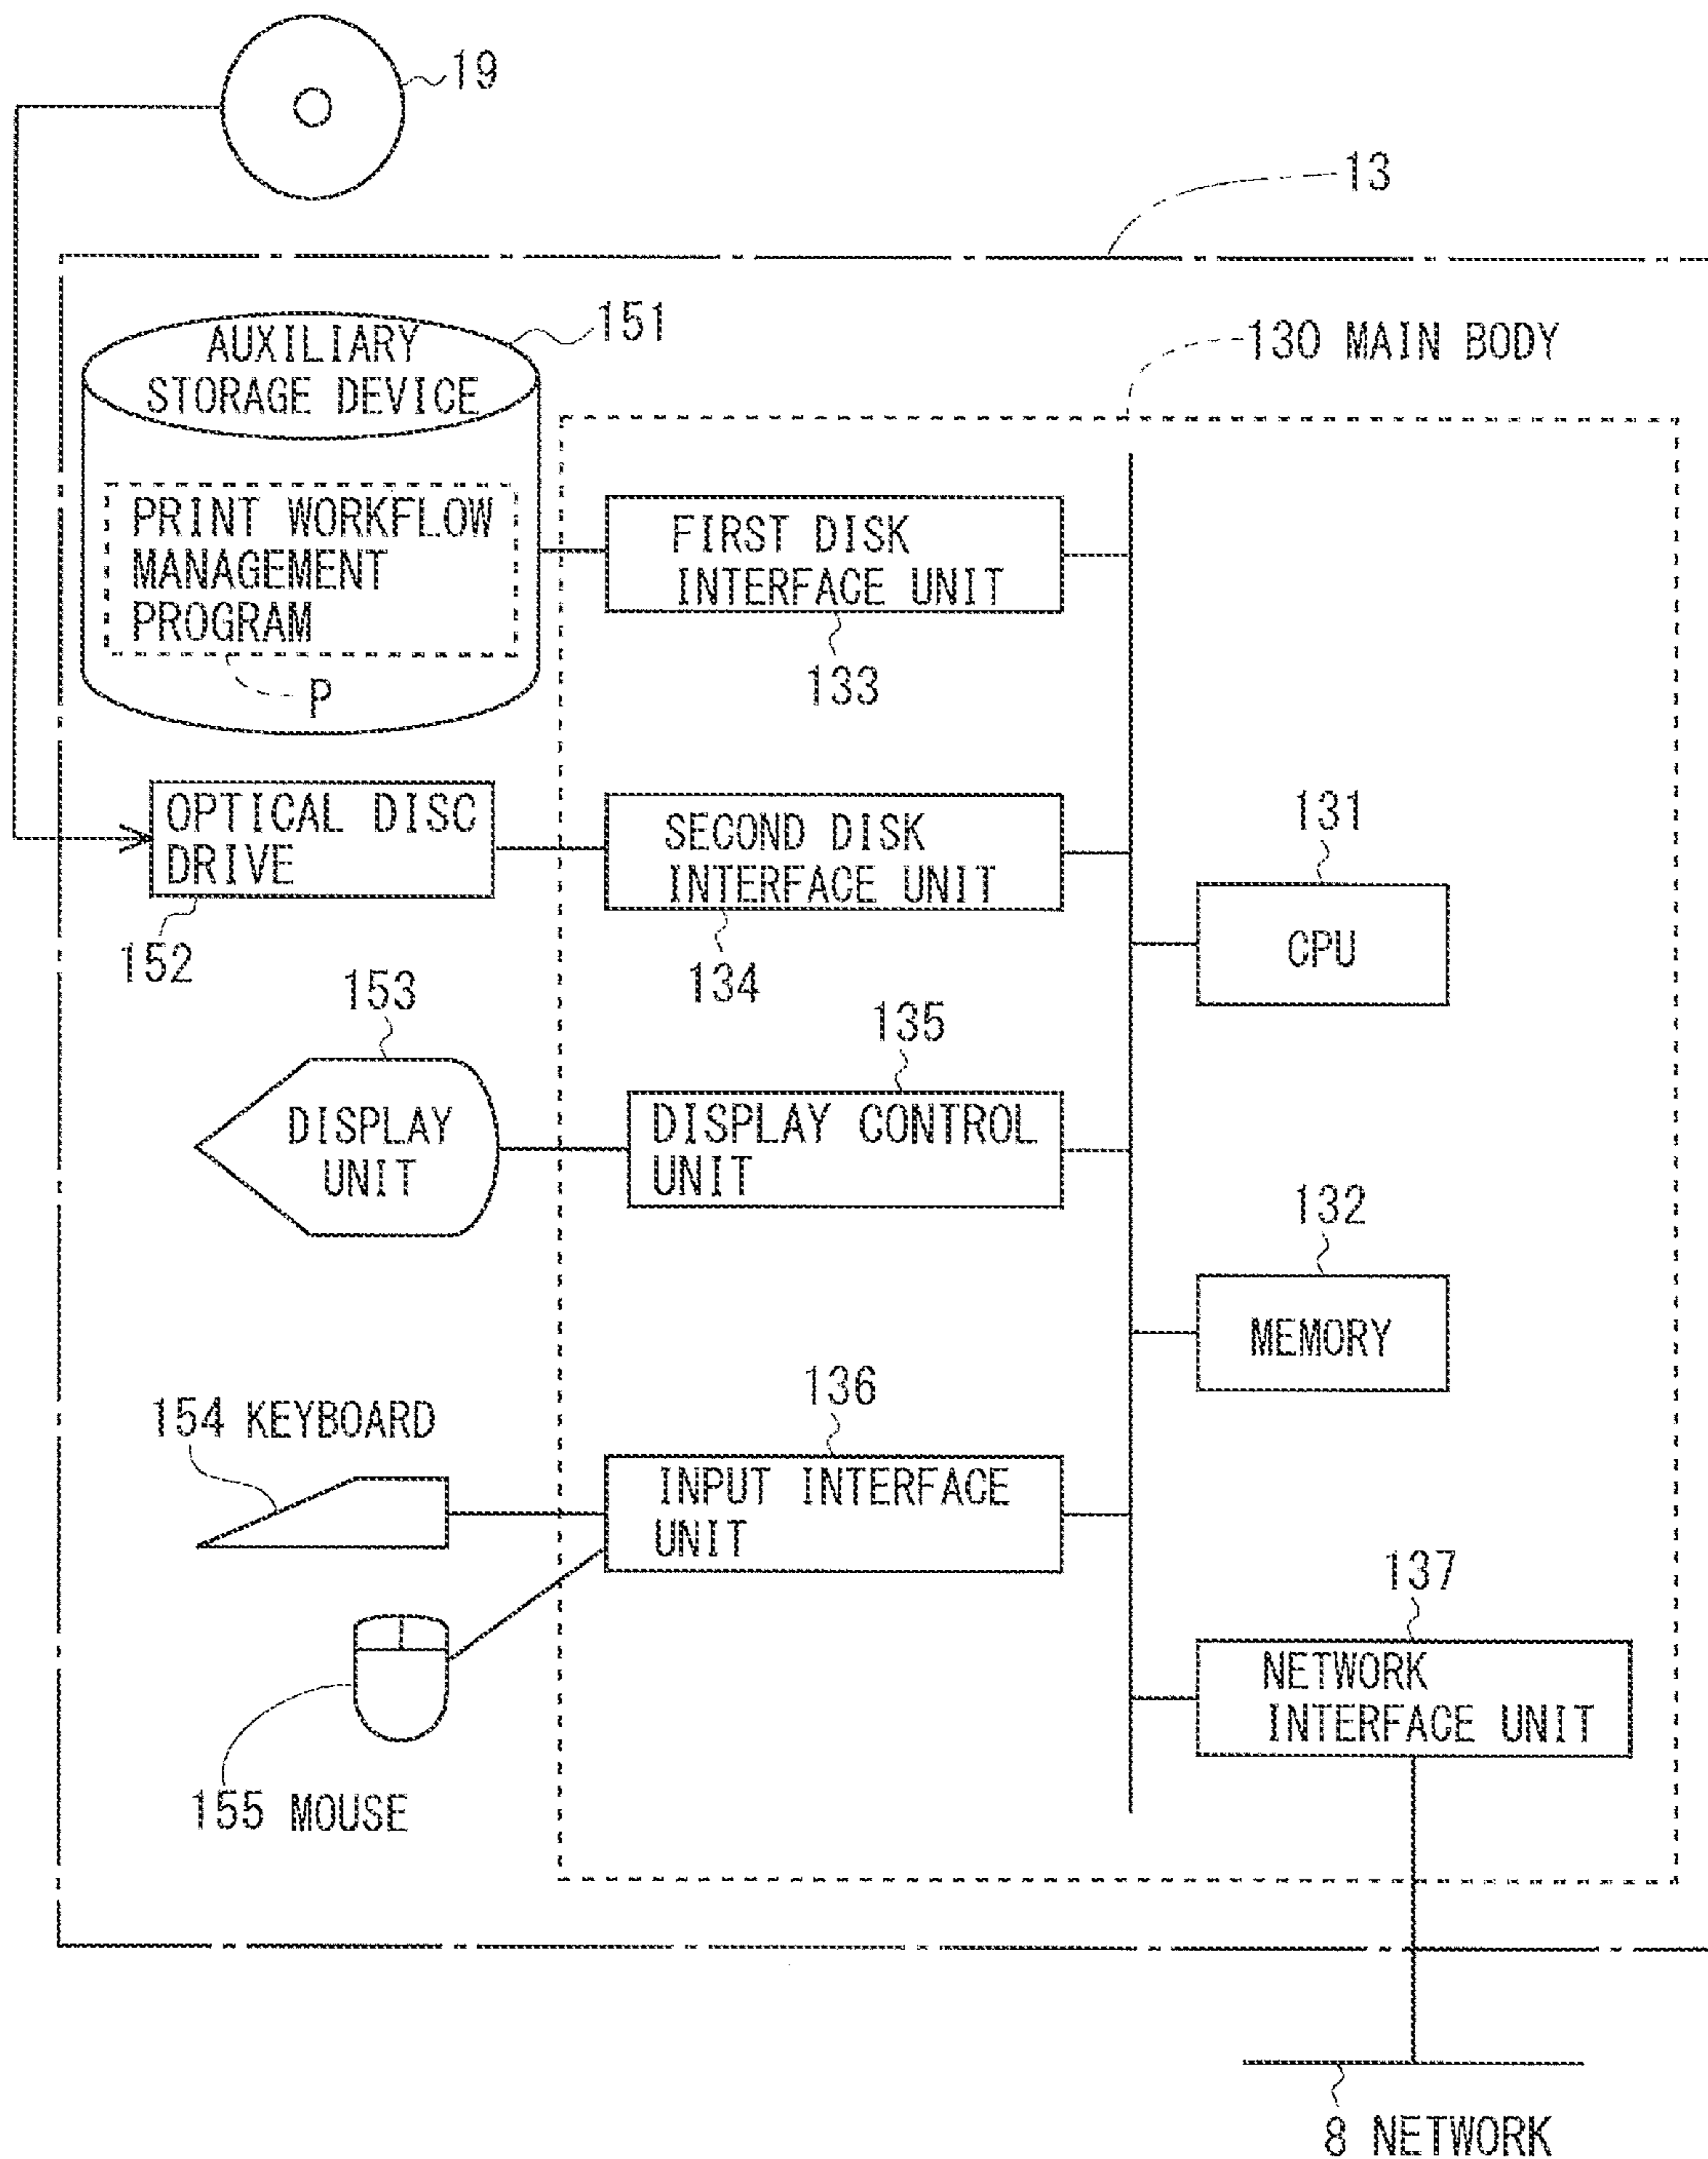 19
13
151
AUXILIARY
STORAGE DEVICE
130 MAIN BODY
PRINT WORKFLOW
MANAGEMENT
PROGRAM
P
FIRST DISK
INTERFACE UNIT
133
OPTICAL DISC
DRIVE
152
SECOND DISK
INTERFACE UNIT
134
131
CPU
153
DISPLAY
UNIT
135
DISPLAY CONTROL
UNIT
132
MEMORY
154 KEYBOARD
136
INPUT INTERFACE
UNIT
137
NETWORK
INTERFACE UNIT
155 MOUSE
8 NETWORK